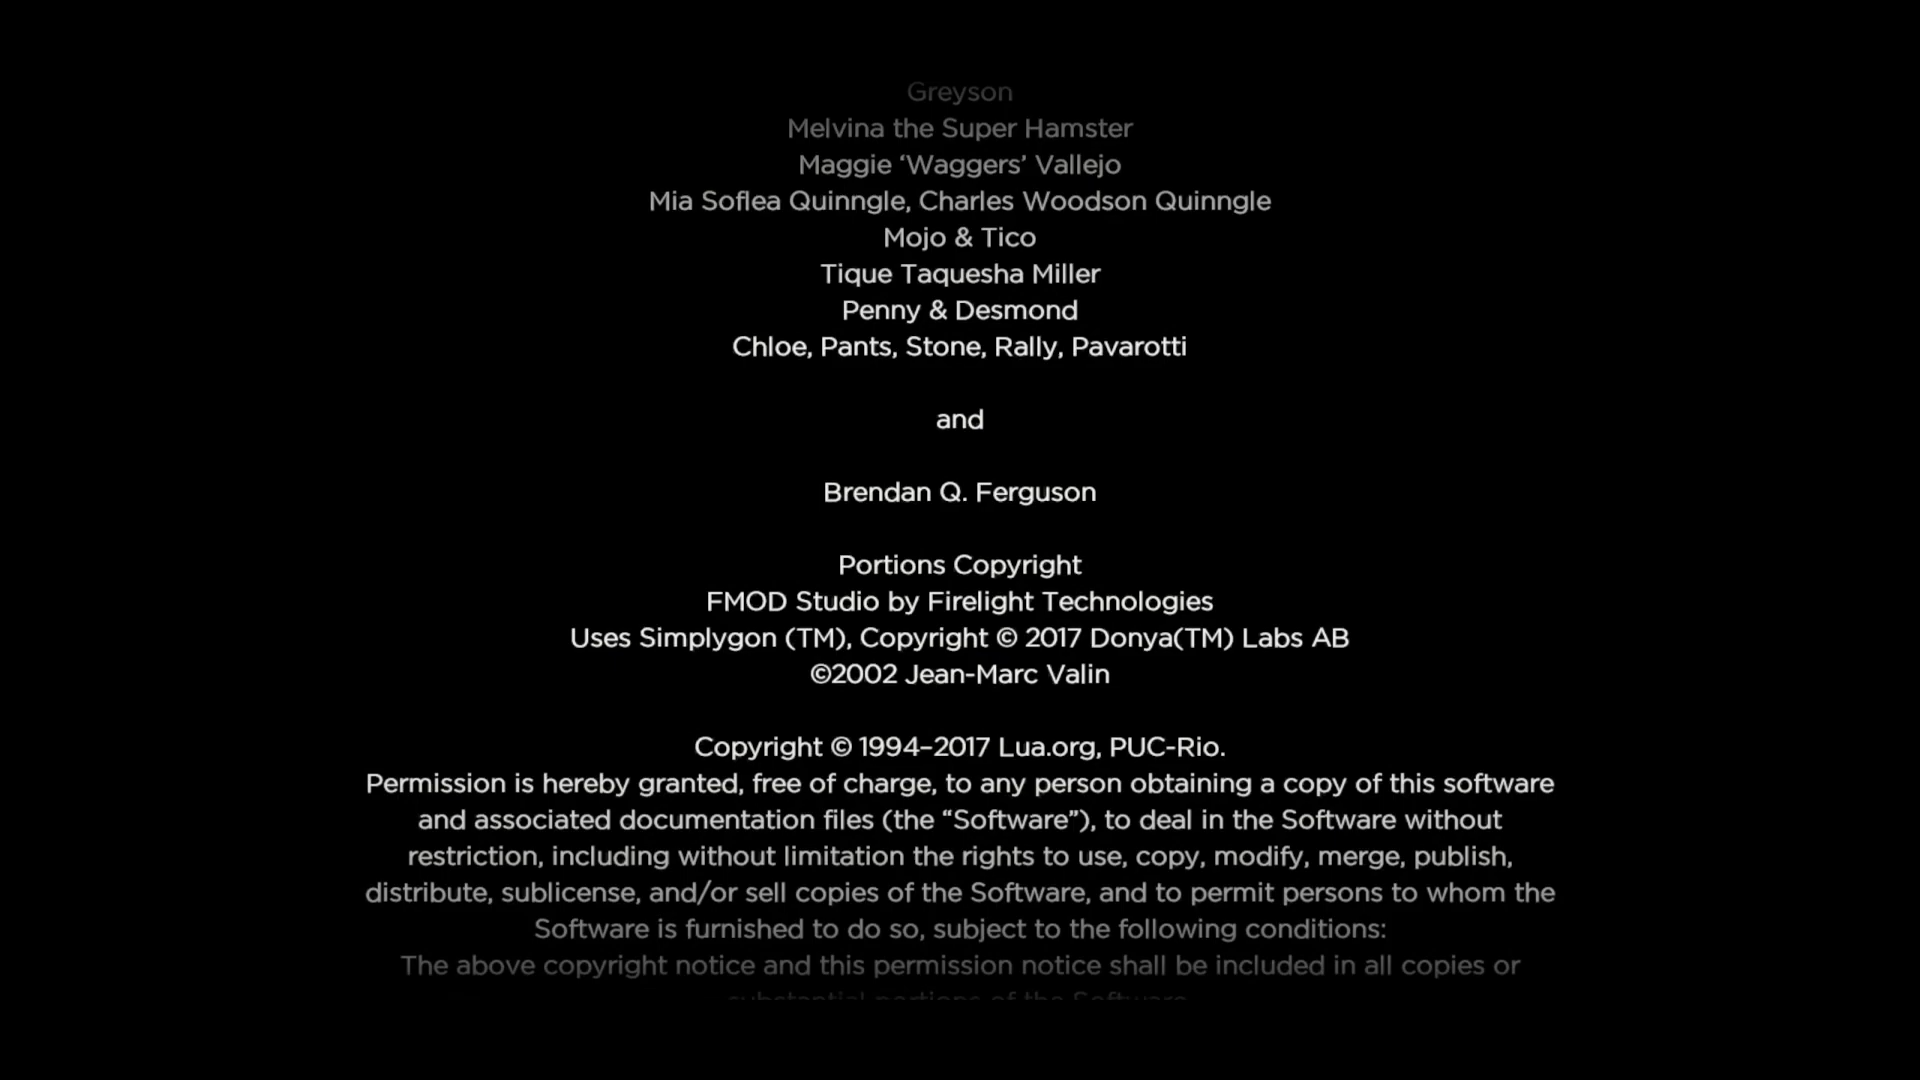 Greyson
Melvina the Super Hamster
Maggie ‘Waggers’ Vallejo
Mia Soflea Quinngle, Charles Woodson Quinngle
Mojo & Tico
Tique Taquesha Miller
Penny & Desmond
Chloe, Pants, Stone, Rally, Pavarotti
and
Brendan Q. Ferguson
Portions Copyright
FMOD Studio by Firelight Technologies
Uses Simplygon (TM), Copyright © 2017 Donya(TM) Labs AB
©2002 Jean-Marc Valin
Copyright © 1994–2017 Lua.org, PUC-Rio.
Permission is hereby granted, free of charge, to any person obtaining a copy of this software
and associated documentation files (the “Software”), to deal in the Software without
restriction, including without limitation the rights to use, copy, modify, merge, publish,
distribute, sublicense, and/or sell copies of the Software, and to permit persons to whom the
Software is furnished to do so, subject to the following conditions:
The above copyright notice and this permission notice shall be included in all copies or
substantial portions of the Software